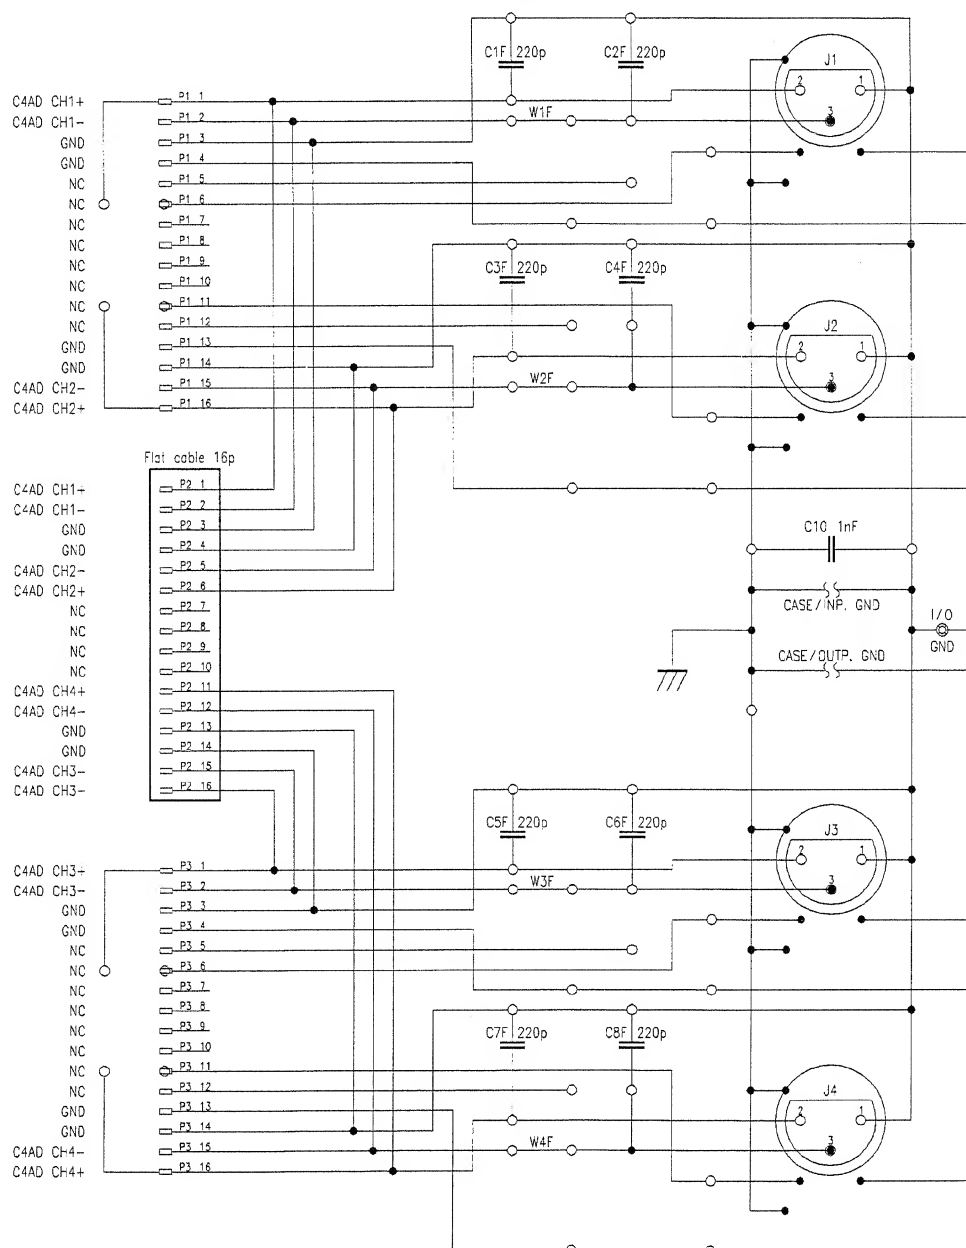 C1F 220p C2F 220p J1
2 1
C4AD CH1+ P1 1
C4AD CH1- P1 2 W1F 3
GND P1 3
GND P1 4
NC P1 5
NC P1 6
NC P1 7
NC P1 8
NC P1 9
NC P1 10
C3F 220p C4F 220p
NC P1 11
NC P1 12 J2
GND P1 13
GND P1 14 2 1
C4AD CH2- P1 15 W2F 3
C4AD CH2+ P1 16
Flat cable 16p
C4AD CH1+ P2 1
C4AD CH1- P2 2
GND P2 3
C10 1nF
GND P2 4
C4AD CH2- P2 5
C4AD CH2+ P2 6
NC P2 7
CASE/INP. GND
NC P2 8 I/O
GND
NC P2 9
CASE/OUTP. GND
NC P2 10
C4AD CH4+ P2 11
C4AD CH4- P2 12
GND P2 13
GND P2 14
C4AD CH3- P2 15
C4AD CH3- P2 16
C5F 220p C6F 220p J3
2 1
C4AD CH3+ P3 1
C4AD CH3- P3 2 W3F 3
GND P3 3
GND P3 4
NC P3 5
NC P3 6
NC P3 7
NC P3 8
NC P3 9
C7F 220p C8F 220p
NC P3 10
NC P3 11
NC P3 12 J4
GND P3 13 2 1
GND P3 14
C4AD CH4- P3 15 W4F 3
C4AD CH4+ P3 16